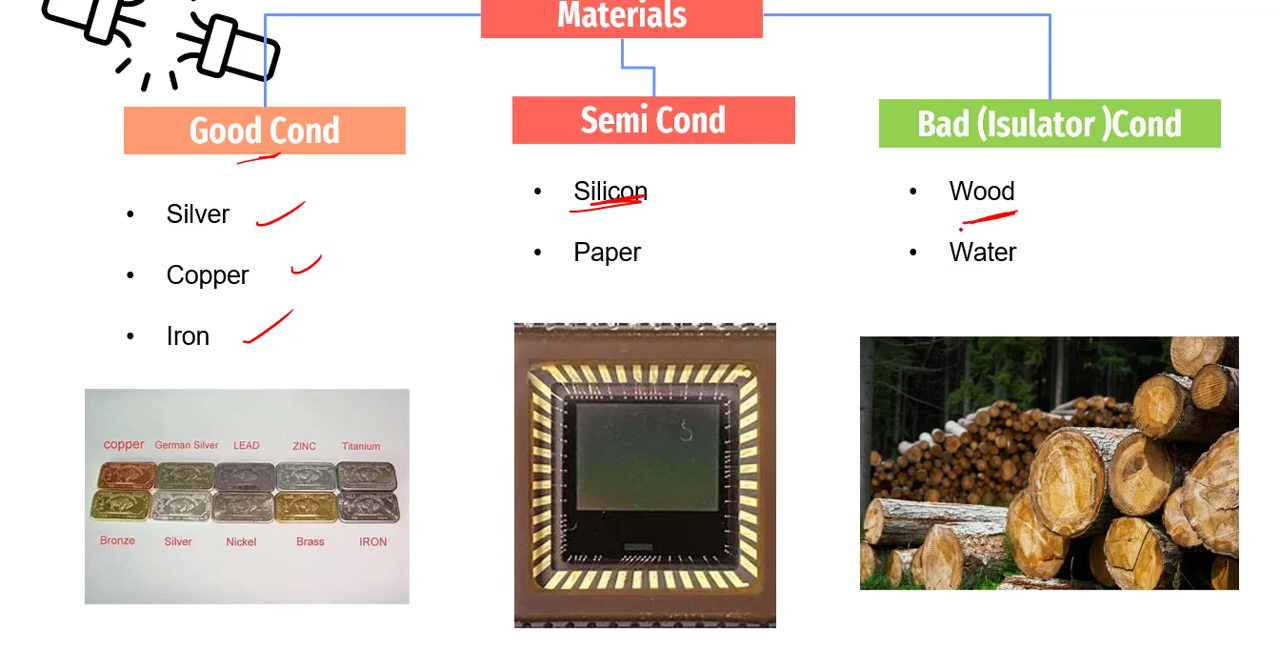 Materials
Good Cond
Semi Cond
Bad (Isulator )Cond
• Silver
• Copper
• Iron
• Silicon
• Paper
• Wood
• Water
copper German Silver LEAD ZINC Titanium
Bronze Silver Nickel Brass IRON